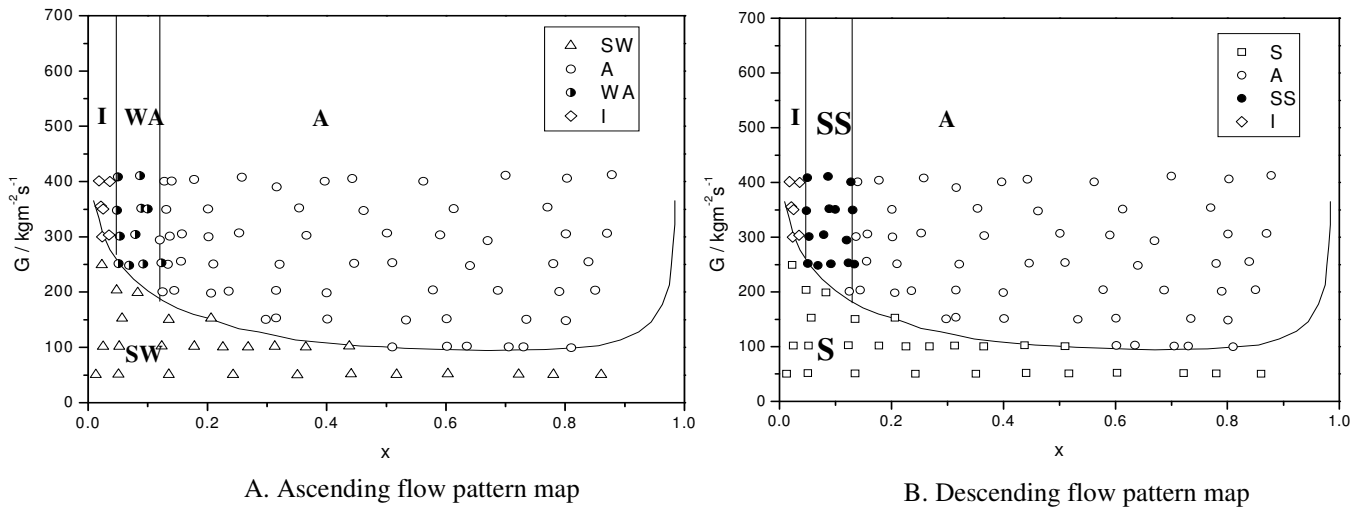 700
600
500
400
300
200
100
0
G / kgm-2s-1
0.0 0.2 0.4 0.6 0.8 1.0
x
I WA A
SW
SW
A
WA
I
A. Ascending flow pattern map
700
600
500
400
300
200
100
0
G / kgm-2s-1
0.0 0.2 0.4 0.6 0.8 1.0
x
I SS A
S
S
A
SS
I
B. Descending flow pattern map